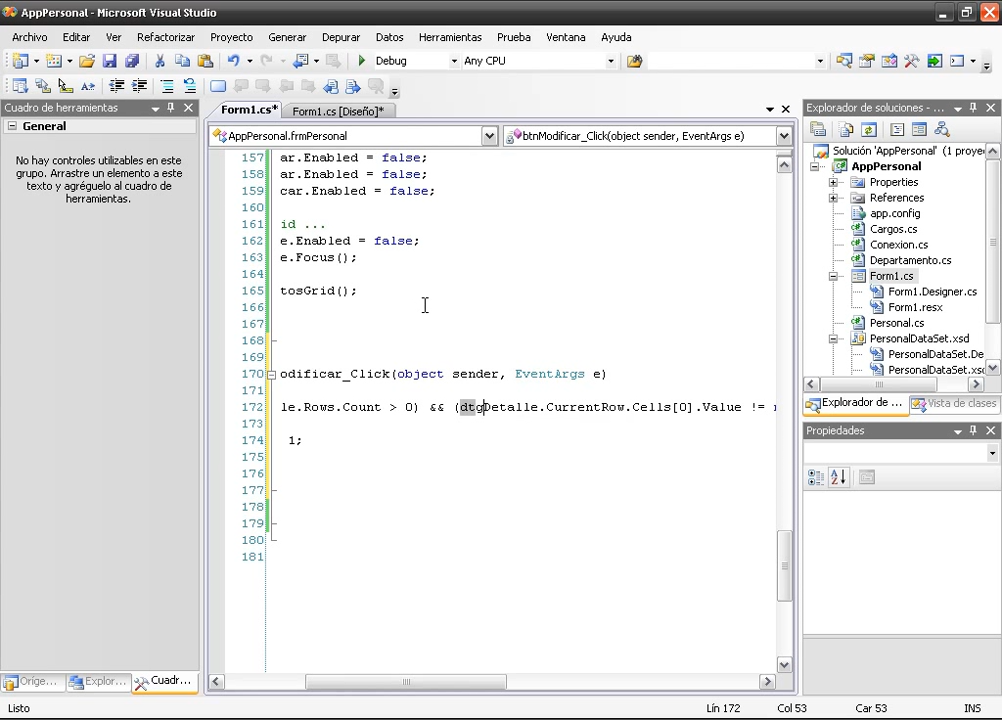 AppPersonal - Microsoft Visual Studio
Archivo Editar Ver Refactorizar Proyecto Generar Depurar Datos Herramientas Prueba Ventana Ayuda
Debug Any CPU
Cuadro de herramientas
General
No hay controles utilizables en este
grupo. Arrastre un elemento a este
texto y agréguelo al cuadro de
herramientas.
Oríge... Explor... Cuadr...
Form1.cs* Form1.cs [Diseño]*
AppPersonal.frmPersonal btnModificar_Click(object sender, EventArgs e)
157 ar.Enabled = false;
158 ar.Enabled = false;
159 car.Enabled = false;
160
161 id ...
162 e.Enabled = false;
163 e.Focus();
164
165 tosGrid();
166
167
168
169
170 odificar_Click(object sender, EventArgs e)
171
172 le.Rows.Count > 0) && (dtgDetalle.CurrentRow.Cells[0].Value !=
173
174 1;
175
176
177
178
179
180
181
Explorador de soluciones - ...
Solución 'AppPersonal' (1 proye
AppPersonal
Properties
References
app.config
Cargos.cs
Conexion.cs
Departamento.cs
Form1.cs
Form1.Designer.cs
Form1.resx
Personal.cs
PersonalDataSet.xsd
PersonalDataSet.De
PersonalDataSet.xsc
Explorador de ... Vista de clases
Propiedades
Listo Lín 172 Col 53 Car 53 INS